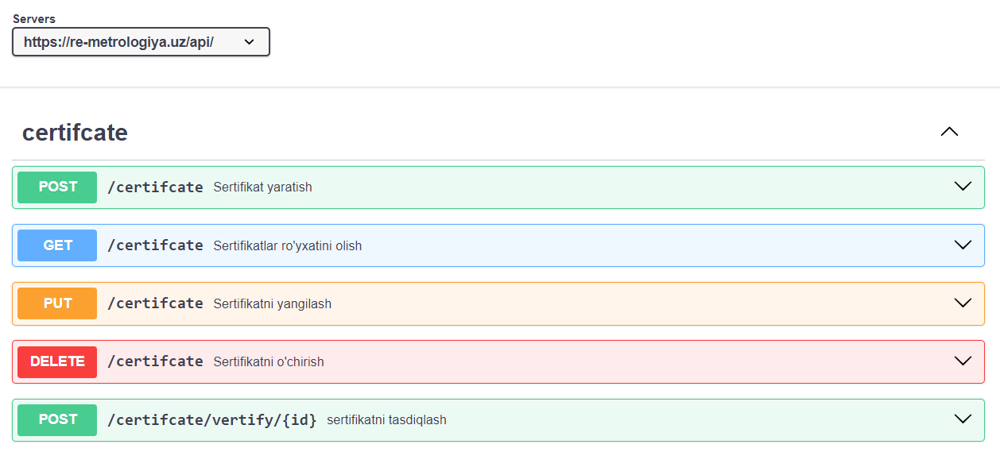 Servers
https://re-metrologiya.uz/api/
certifcate
POST /certifcate Sertifikat yaratish
GET /certifcate Sertifikatlar ro'yxatini olish
PUT /certifcate Sertifikatni yangilash
DELETE /certifcate Sertifikatni o'chirish
POST /certifcate/vertify/{id} sertifikatni tasdiqlash